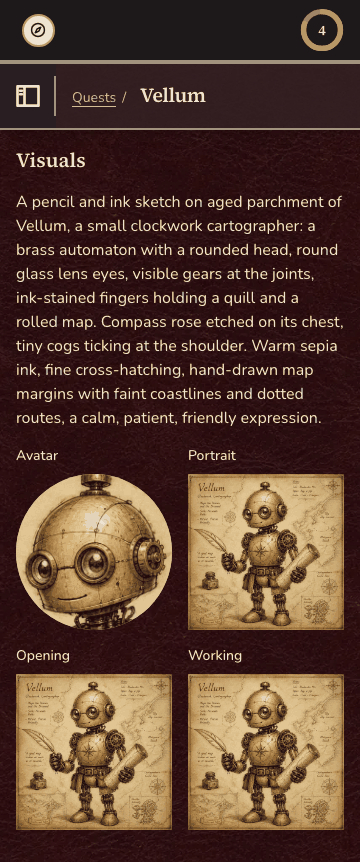 4
Quests / Vellum
Visuals
A pencil and ink sketch on aged parchment of
Vellum, a small clockwork cartographer: a
brass automaton with a rounded head, round
glass lens eyes, visible gears at the joints,
ink-stained fingers holding a quill and a
rolled map. Compass rose etched on its chest,
tiny cogs ticking at the shoulder. Warm sepia
ink, fine cross-hatching, hand-drawn map
margins with faint coastlines and dotted
routes, a calm, patient, friendly expression.
Avatar
Portrait
Vellum
Opening
Working
Vellum
Vellum